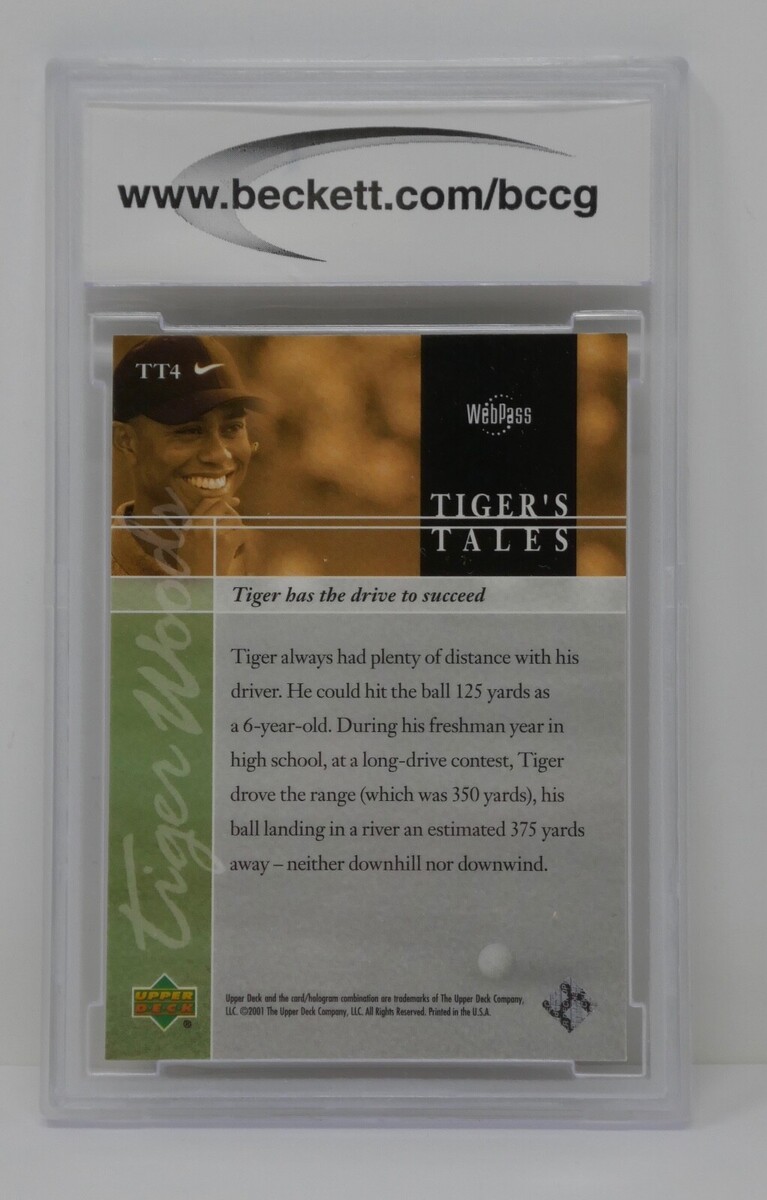 www.beckett.com/bccg
TT4
WebPass
TIGER'S
TALES
Tiger has the drive to succeed
Tiger always had plenty of distance with his
driver. He could hit the ball 125 yards as
a 6-year-old. During his freshman year in
high school, at a long-drive contest, Tiger
drove the range (which was 350 yards), his
ball landing in a river an estimated 375 yards
away – neither downhill nor downwind.
Tiger Woods
UPPER
DECK
®
Upper Deck and the card/hologram combination are trademarks of The Upper Deck Company,
LLC. ©2001 The Upper Deck Company, LLC. All Rights Reserved. Printed in the U.S.A.